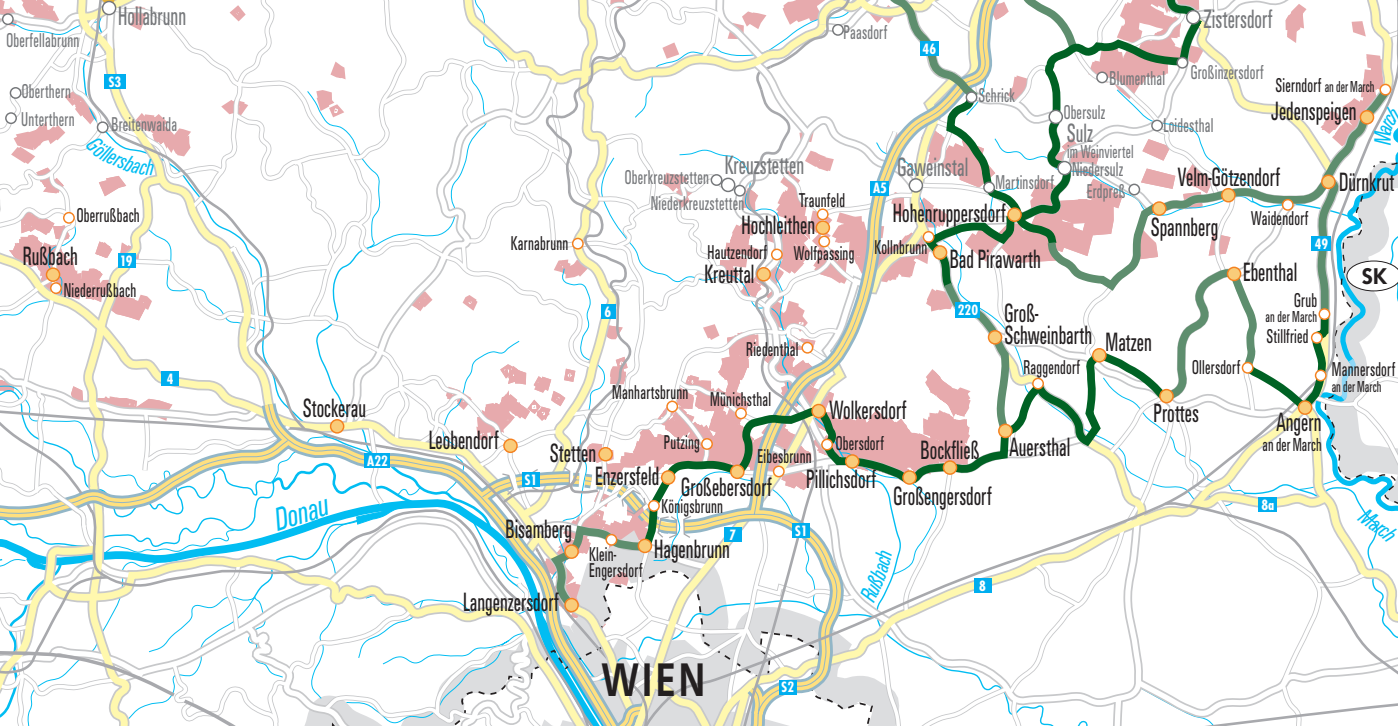 Hollabrunn
Oberfellabrunn
Zistersdorf
Paasdorf
46
S3
Blumenthal
Großinzersdorf
Oberthern
Schrick
Sierndorf an der March
Jedenspeigen
Unterthern
Breitenwaida
Obersulz
Sulz
im Weinviertel
Loidesthal
March
Göllersbach
Kreuzstetten
Gaweinstal
Niedersulz
Oberkreuzstetten
Niederkreuzstetten
A5
Martinsdorf
Erdpreß
Velm-Götzendorf
Dürnkrut
Traunfeld
Oberrußbach
Hochleithen
Hohenruppersdorf
Waidendorf
Spannberg
Karnabrunn
Hautzendorf
Wolfpassing
Kollnbrunn
49
Rußbach
19
Kreuttal
Bad Pirawarth
Ebenthal
SK
Niederrußbach
6
220
Groß-
Schweinbarth
Grub
an der March
Stillfried
Riedenthal
Matzen
4
Raggendorf
Ollersdorf
Mannersdorf
an der March
Manhartsbrunn
Münichsthal
Stockerau
Wolkersdorf
Prottes
Angern
an der March
Leobendorf
Putzing
Obersdorf
Auersthal
Stetten
Eibesbrunn
Bockfließ
A22
S1
Enzersfeld
Großebersdorf
Pillichsdorf
Großengersdorf
Königsbrunn
8a
Donau
Bisamberg
7
S1
March
Hagenbrunn
Klein-
Engersdorf
Rußbach
8
Langenzersdorf
WIEN
S2